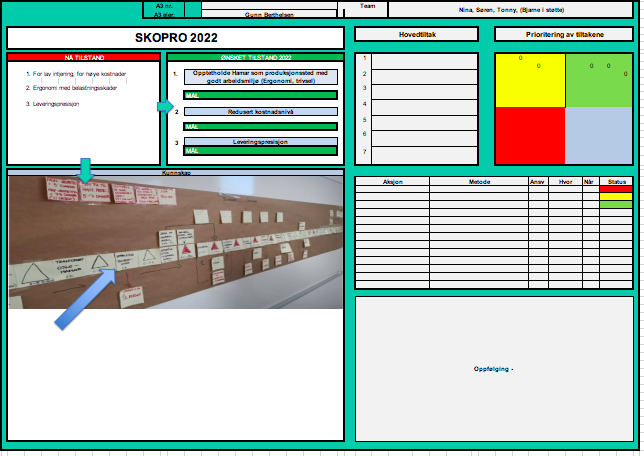 A3 nr.
A3 eier:
Gunn Berthelsen
Team
Nina, Søren, Tonny, (Bjarne i støtte)
SKOPRO 2022
NÅ TILSTAND
1. For lav intjening, for høye kostnader
2. Ergonomi med belastningsskader
3. Leveringspresisjon
ØNSKET TILSTAND 2022
1. Opptetholde Hamar som produksjonssted med
godt arbeidsmiljø (Ergonomi, trivsel)
MÅL
2 Redusert kostnadsnivå
MÅL
3 Leveringspresisjon
MÅL
Kunnskap
Hovedtiltak
1
2
3
4
5
6
7
Prioritering av tiltakene
0
0
0 0
0
Aksjon Metode Ansv Hvor Når Status
Oppfølging -